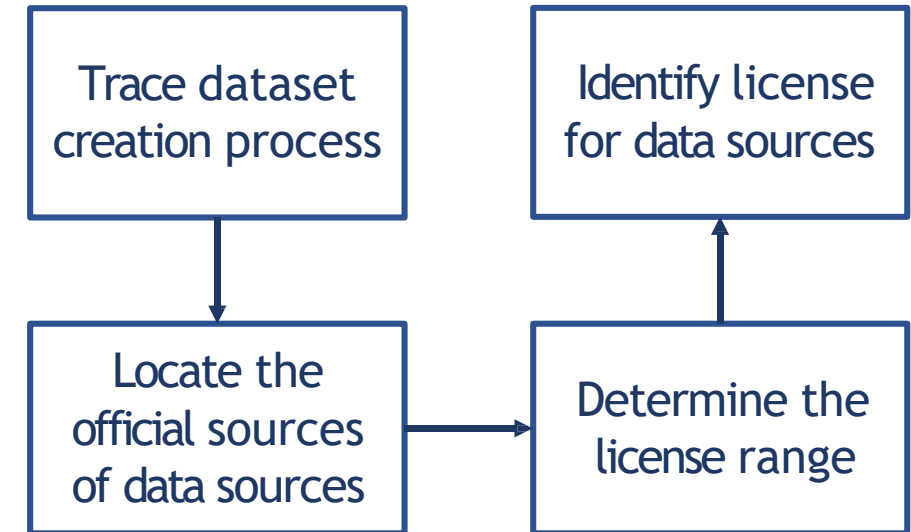 Trace dataset
creation process
Locate the
official sources
of data sources
Determine the
license range
Identify license
for data sources